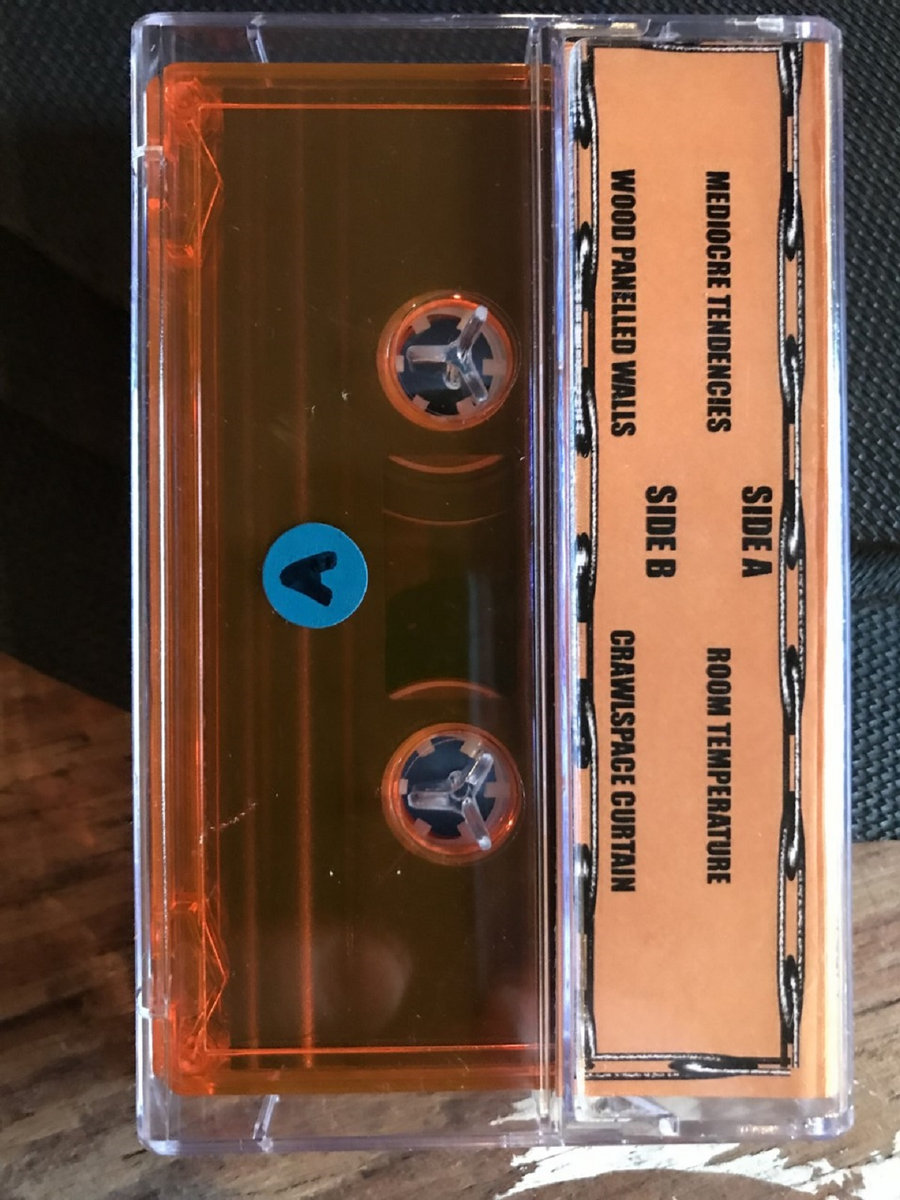 SIDE A
MEDIOCRE TENDENCIES ROOM TEMPERATURE
SIDE B
WOOD PANELLED WALLS CRAWLSPACE CURTAIN
A